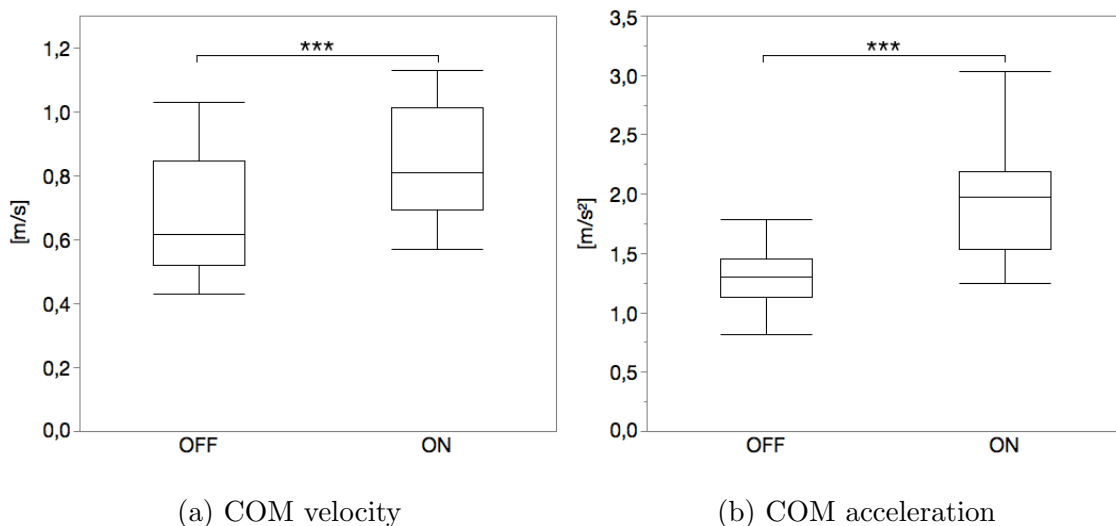 [m/s]
1,2
1,0
0,8
0,6
0,4
0,2
0,0
***
OFF ON
(a) COM velocity
[m/s²]
3,5
3,0
2,5
2,0
1,5
1,0
0,5
0,0
***
OFF ON
(b) COM acceleration